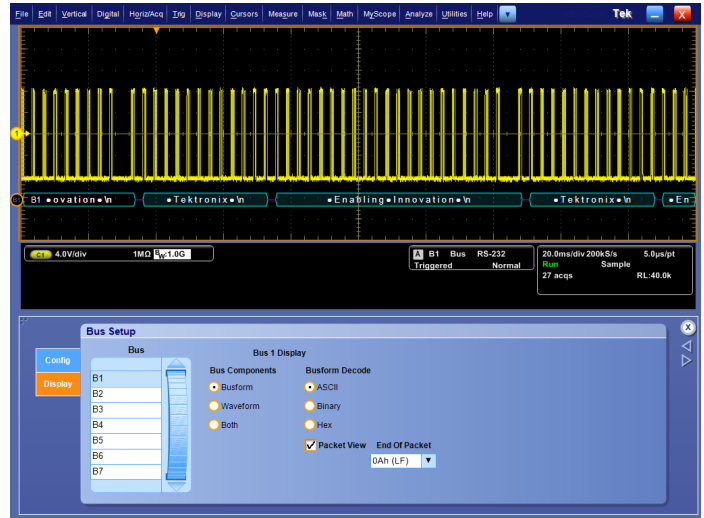 File Edit Vertical Digital Horiz/Acq Trig Display Cursors Measure Mask Math MyScope Analyze Utilities Help Tek X
1
B1 B1 •ovation•\n •Tektronix•\n •Enabling•Innovation•\n •Tektronix•\n •En
C1 4.0V/div 1MΩ BW:1.0G
A B1 Bus RS-232
Triggered Normal
20.0ms/div 200kS/s 5.0µs/pt
Run Sample
27 acqs RL:40.0k
Bus Setup
x
Config
Display
Bus
B1
B2
B3
B4
B5
B6
B7
Bus 1 Display
Bus Components
Busform
Waveform
Both
Busform Decode
ASCII
Binary
Hex
Packet View
End Of Packet
0Ah (LF)